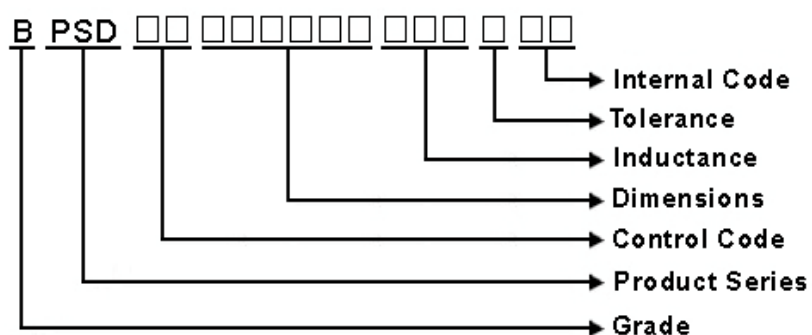 B PSD □□ □□□□□□ □□□ □ □□
Internal Code
Tolerance
Inductance
Dimensions
Control Code
Product Series
Grade